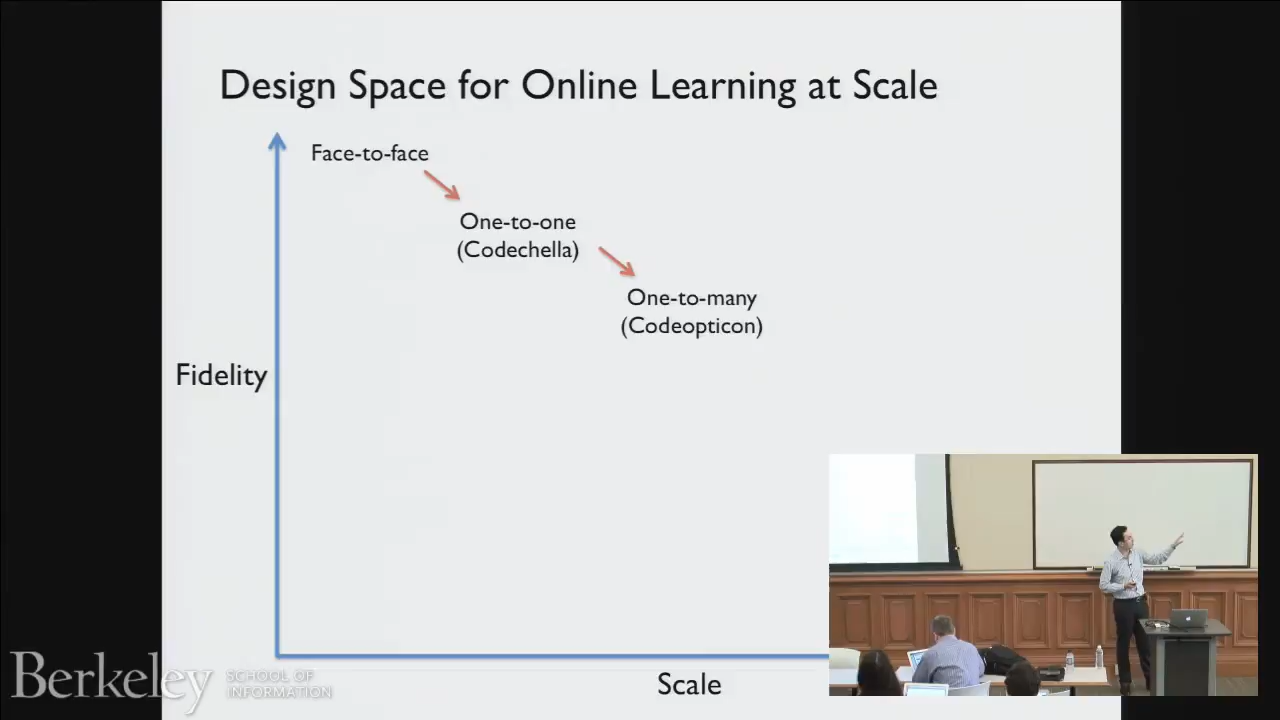 Design Space for Online Learning at Scale
Face-to-face
One-to-one
(Codechella)
One-to-many
(Codeopticon)
Fidelity
Scale
Berkeley
SCHOOL OF
INFORMATION